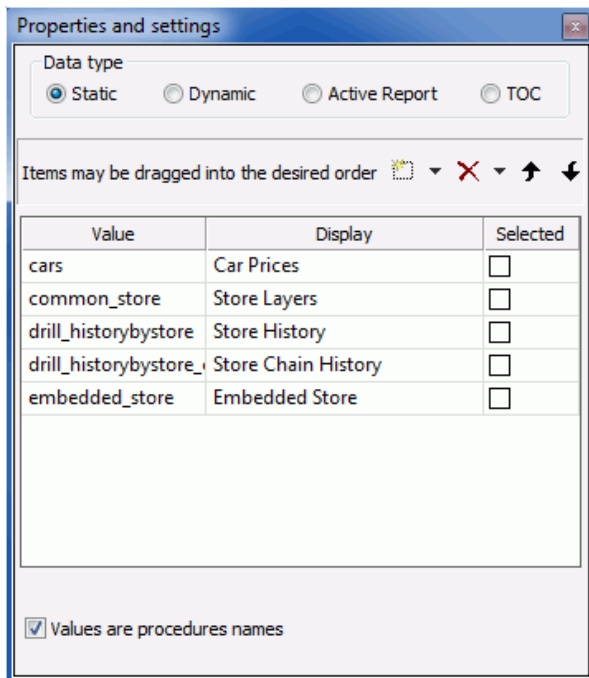 Properties and settings
Data type
Static Dynamic Active Report TOC
Items may be dragged into the desired order
Value Display Selected
cars Car Prices
common_store Store Layers
drill_historybystore Store History
drill_historybystore_ Store Chain History
embedded_store Embedded Store
Values are procedures names